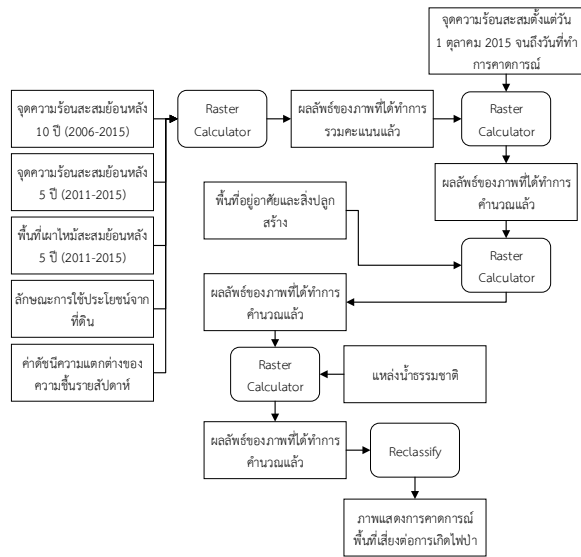 จุดความร้อนสะสมตั้งแต่วัน
1 ตุลาคม 2015 จนถึงวันที่ทำ
การคาดการณ์
จุดความร้อนสะสมย้อนหลัง
10 ปี (2006-2015)
Raster
Calculator
ผลลัพธ์ของภาพที่ได้ทำการ
รวมคะแนนแล้ว
Raster
Calculator
จุดความร้อนสะสมย้อนหลัง
5 ปี (2011-2015)
ผลลัพธ์ของภาพที่ได้ทำการ
คำนวณแล้ว
พื้นที่เผาไหม้สะสมย้อนหลัง
5 ปี (2011-2015)
พื้นที่อยู่อาศัยและสิ่งปลูก
สร้าง
Raster
Calculator
ลักษณะการใช้ประโยชน์จาก
ที่ดิน
ผลลัพธ์ของภาพที่ได้ทำการ
คำนวณแล้ว
ค่าดัชนีความแตกต่างของ
ความชื้นรายสัปดาห์
Raster
Calculator
แหล่งน้ำธรรมชาติ
ผลลัพธ์ของภาพที่ได้ทำการ
คำนวณแล้ว
Reclassify
ภาพแสดงการคาดการณ์
พื้นที่เสี่ยงต่อการเกิดไฟป่า